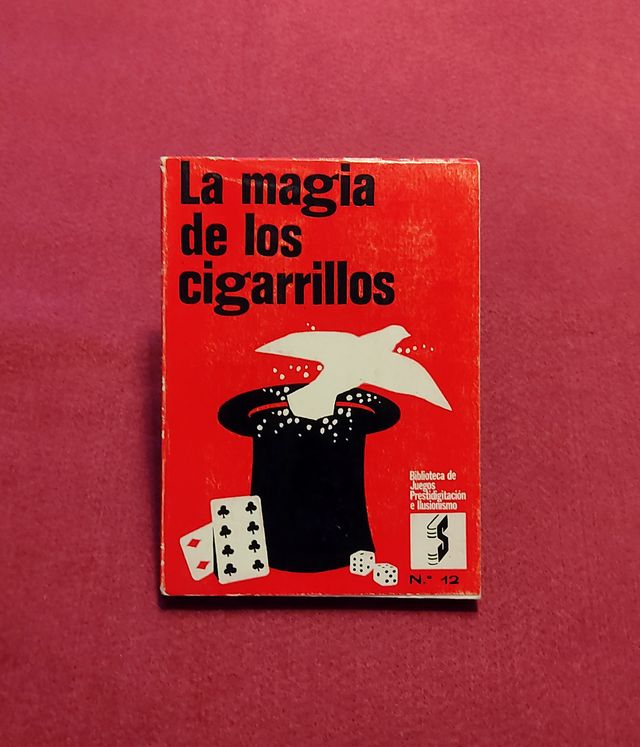 La magia
de los
cigarrillos
Biblioteca de
Juegos
Prestidigitación
e Ilusionismo
S
N.º 12